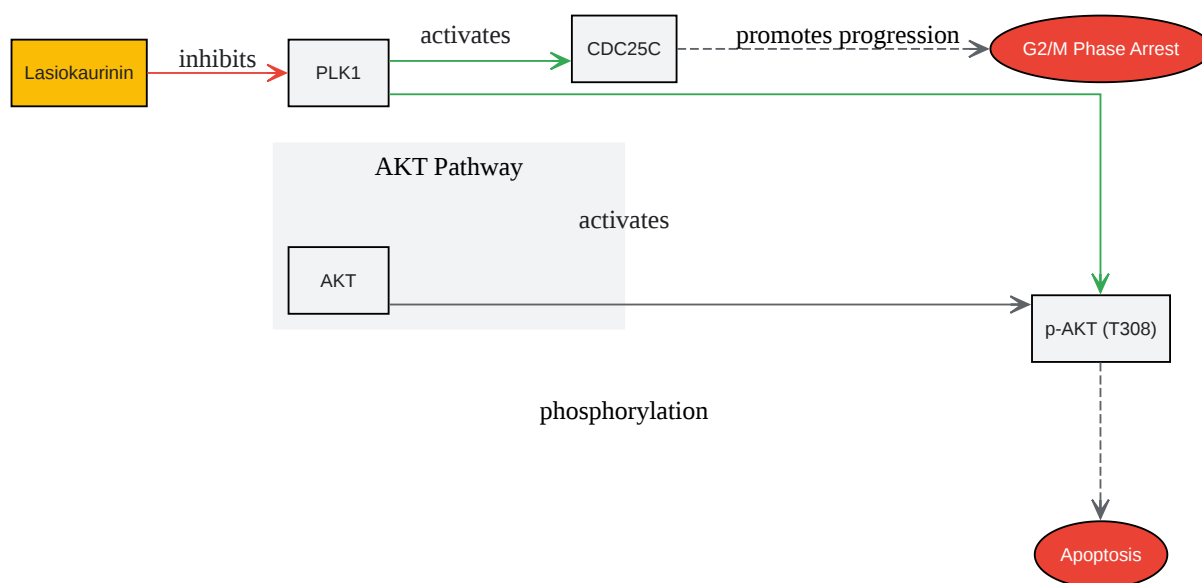 activates
promotes progression
CDC25C
G2/M Phase Arrest
Lasiokaurinin
inhibits
PLK1
AKT Pathway
activates
AKT
p-AKT (T308)
phosphorylation
Apoptosis